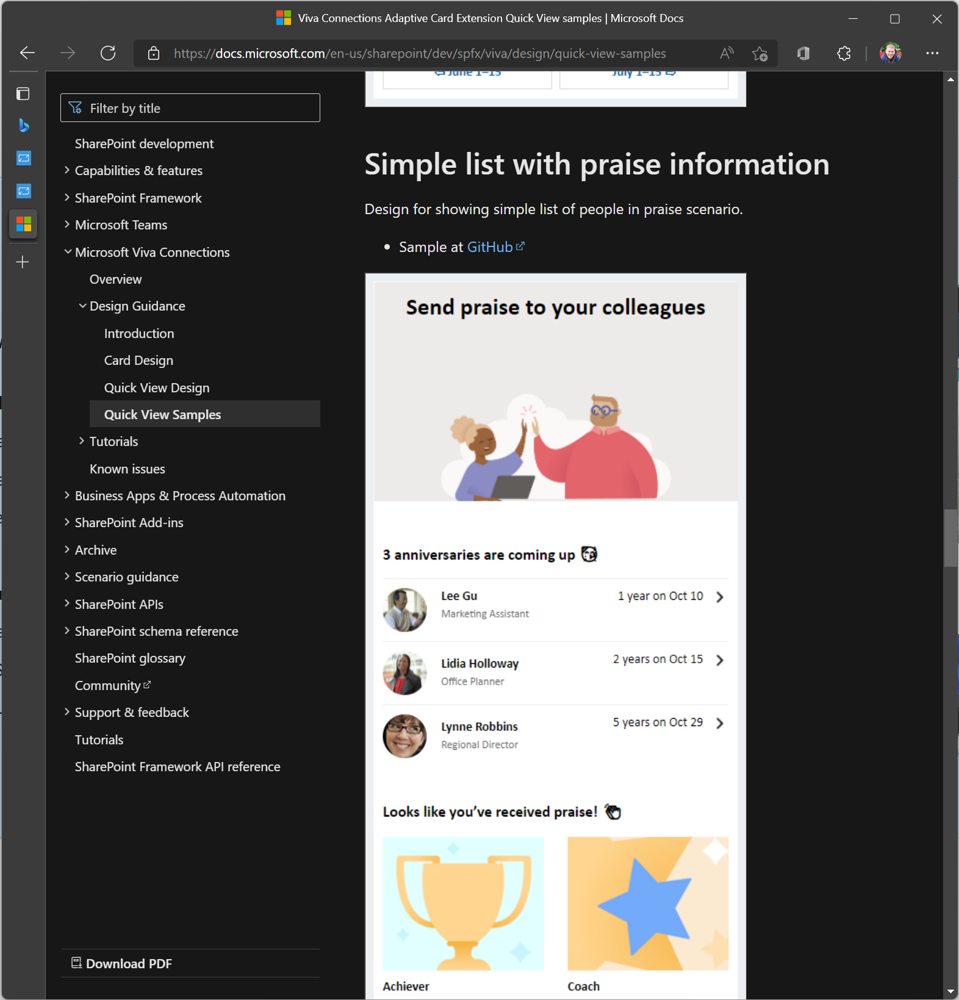 Viva Connections Adaptive Card Extension Quick View samples | Microsoft Docs
https://docs.microsoft.com/en-us/sharepoint/dev/spfx/viva/design/quick-view-samples
Filter by title
SharePoint development
Capabilities & features
SharePoint Framework
Microsoft Teams
Microsoft Viva Connections
Overview
Design Guidance
Introduction
Card Design
Quick View Design
Quick View Samples
Tutorials
Known issues
Business Apps & Process Automation
SharePoint Add-ins
Archive
Scenario guidance
SharePoint APIs
SharePoint schema reference
SharePoint glossary
Community
Support & feedback
Tutorials
SharePoint Framework API reference
Download PDF
⇦ June 1–15
July 1–15 ⇨
Simple list with praise information
Design for showing simple list of people in praise scenario.
• Sample at GitHub
Send praise to your colleagues
3 anniversaries are coming up
Lee Gu
1 year on Oct 10
Marketing Assistant
Lidia Holloway
2 years on Oct 15
Office Planner
Lynne Robbins
5 years on Oct 29
Regional Director
Looks like you’ve received praise!
Achiever
Coach